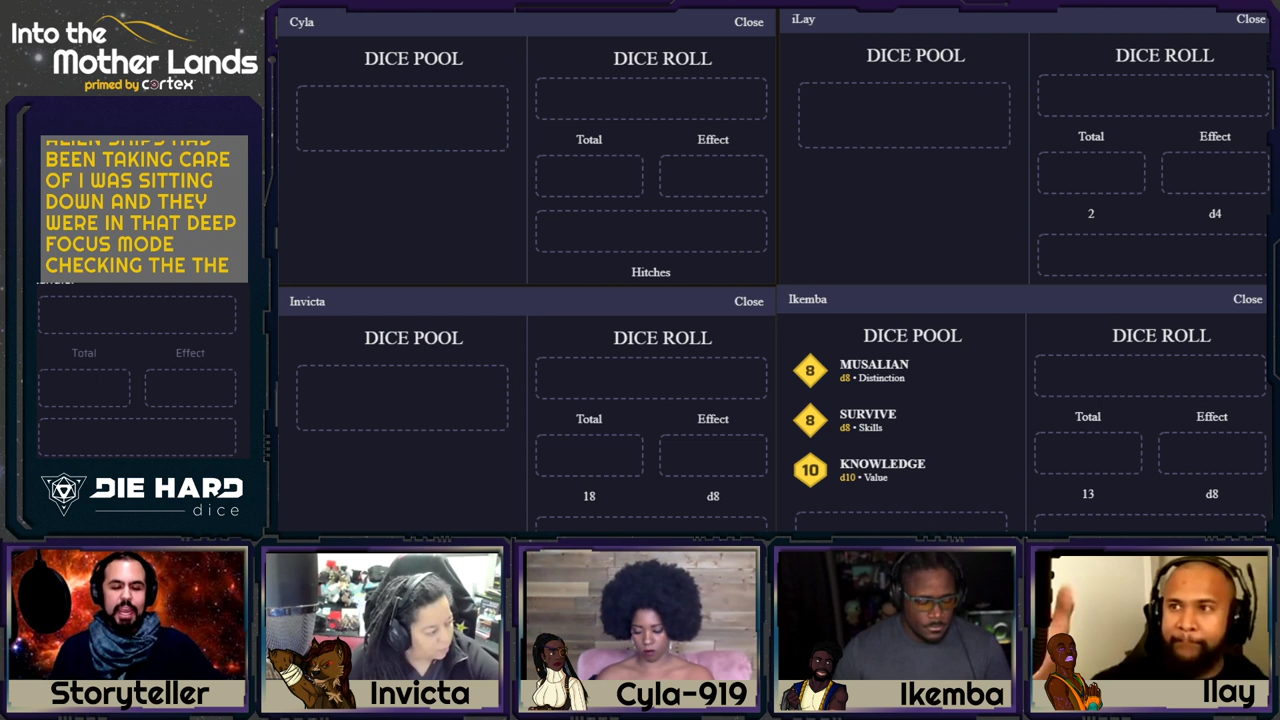 Into the
Mother Lands
primed by cortex
ALIEN SHIPS HAD
BEEN TAKING CARE
OF I WAS SITTING
DOWN AND THEY
WERE IN THAT DEEP
FOCUS MODE
CHECKING THE THE
Total Effect
DIE HARD
dice
Cyla Close
DICE POOL DICE ROLL
Total Effect
Hitches
iLay Close
DICE POOL DICE ROLL
Total Effect
2 d4
Invicta Close
DICE POOL DICE ROLL
Total Effect
18 d8
Ikemba Close
DICE POOL DICE ROLL
8 MUSALIAN
d8 • Distinction
8 SURVIVE
d8 • Skills
10 KNOWLEDGE
d10 • Value
Total Effect
13 d8
Storyteller
Invicta
Cyla-919
Ikemba
Ilay